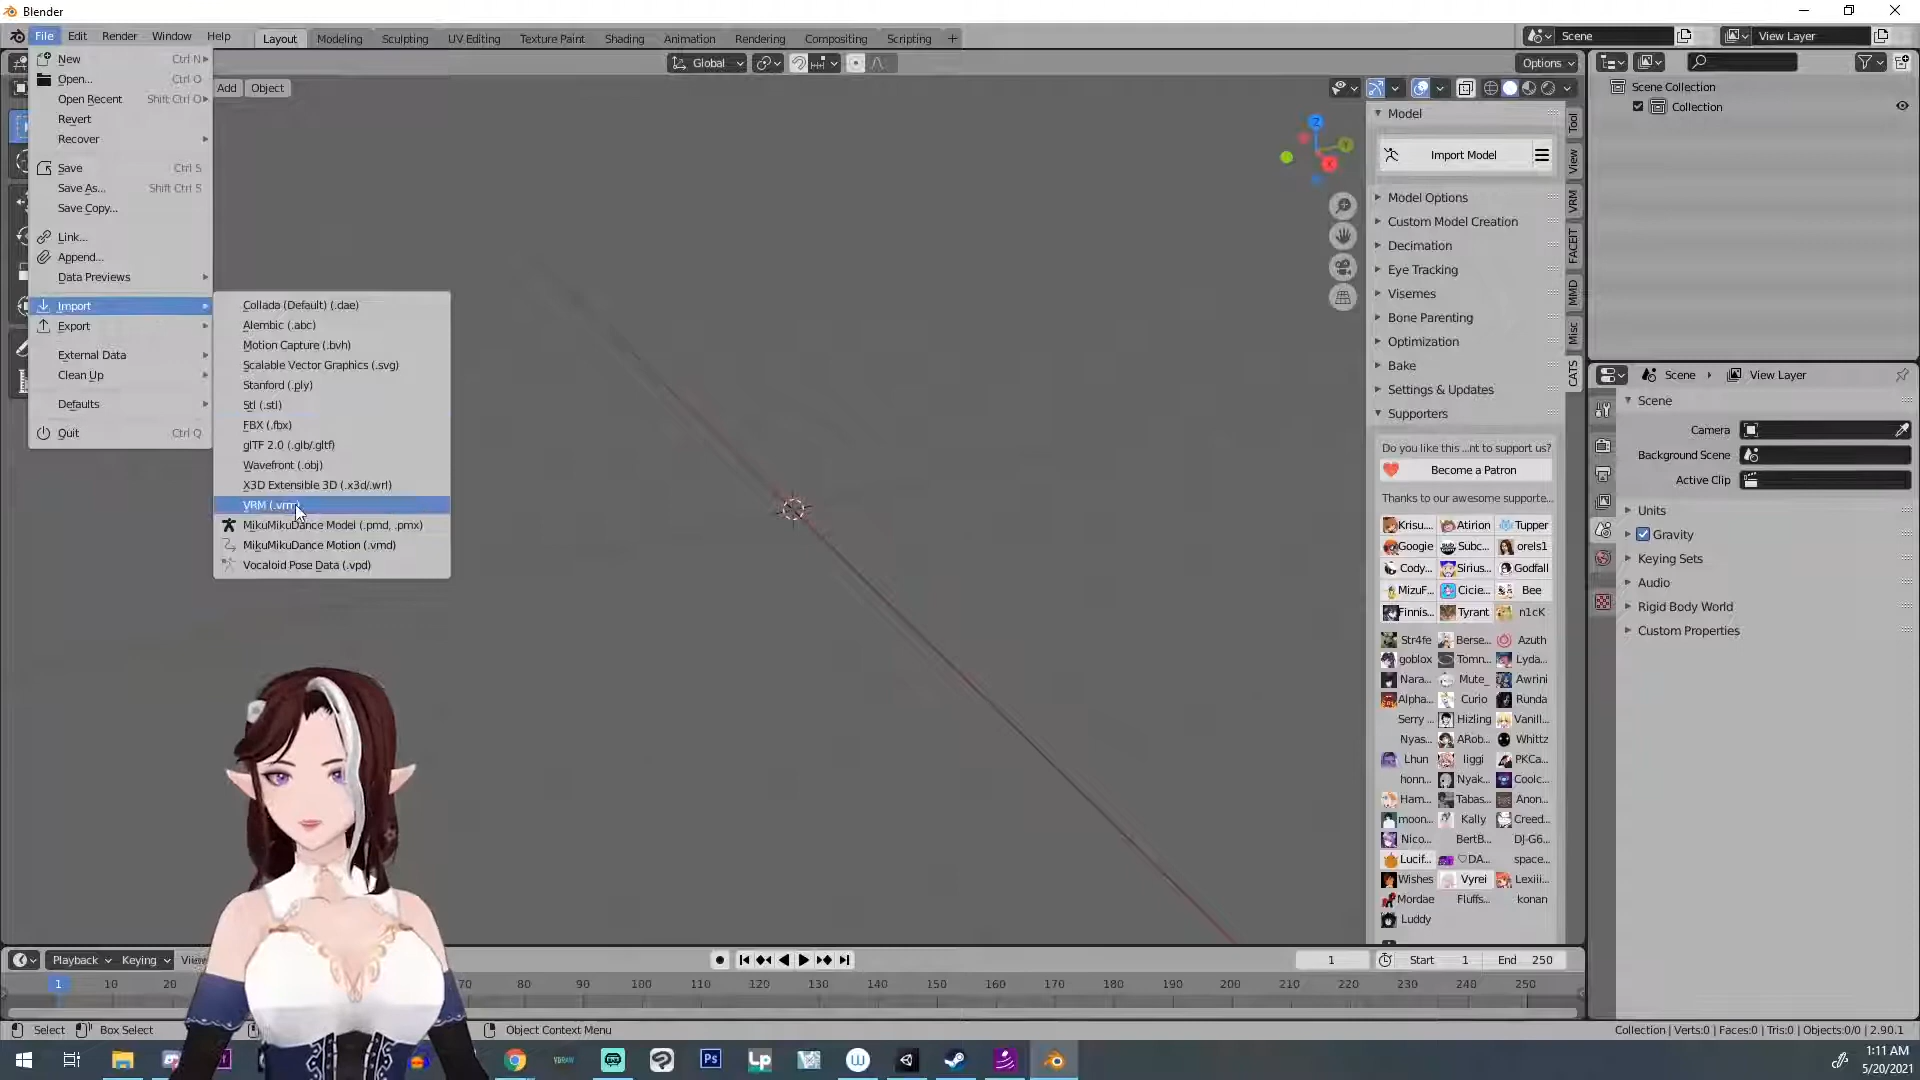 Blender
File Edit Render Window Help
Layout Modeling Sculpting UV Editing Texture Paint Shading Animation Rendering Compositing Scripting +
Scene
View Layer
New Ctrl N
Open... Ctrl O
Open Recent Shift Ctrl O
Revert
Recover
Save Ctrl S
Save As... Shift Ctrl S
Save Copy...
Link...
Append...
Data Previews
Import
Export
External Data
Clean Up
Defaults
Quit Ctrl Q
Collada (Default) (.dae)
Alembic (.abc)
Motion Capture (.bvh)
Scalable Vector Graphics (.svg)
Stanford (.ply)
Stl (.stl)
FBX (.fbx)
glTF 2.0 (.glb/.gltf)
Wavefront (.obj)
X3D Extensible 3D (.x3d/.wrl)
VRM (.vrm)
MikuMikuDance Model (.pmd, .pmx)
MikuMikuDance Motion (.vmd)
Vocaloid Pose Data (.vpd)
Add Object
Global
Options
Z
Y
X
Model
Import Model
Model Options
Custom Model Creation
Decimation
Eye Tracking
Visemes
Bone Parenting
Optimization
Bake
Settings & Updates
Supporters
Do you like this ...nt to support us?
Become a Patron
Thanks to our awesome supporte...
Krisu... Atirion Tupper
Googie Subc... orels1
Cody... Sirius... Godfall
MizuF... Cicie... Bee
Finnis... Tyrant n1cK
Str4fe Berse... Azuth
goblox Tomn... Lyda...
Nara... Mute_ Awrini
Alpha... Curio Runda
Serry ... Hizling Vanill...
Nyas... ARob... Whittz
Lhun liggi PKCa...
honn... Nyak... Coolc...
Ham... Tabas... Anon...
moon... Kally Creed...
Nico... BertB... DJ-G6...
Lucif... ♡DA... space...
Wishes Vyrei Lexiii...
Mordae Fluffs... konan
Luddy
Tool
View
VRM
FACEIT
MMD
Misc
CATS
Scene Collection
Collection
Scene View Layer
Scene
Camera
Background Scene
Active Clip
Units
Gravity
Keying Sets
Audio
Rigid Body World
Custom Properties
Playback Keying View
1 Start 1 End 250
1 10 20 70 80 90 100 110 120 130 140 150 160 170 180 190 200 210 220 230 240 250
Select Box Select Object Context Menu
Collection | Verts:0 | Faces:0 | Tris:0 | Objects:0/0 | 2.90.1
VDRAW
Ps
Lp
1:11 AM
5/20/2021